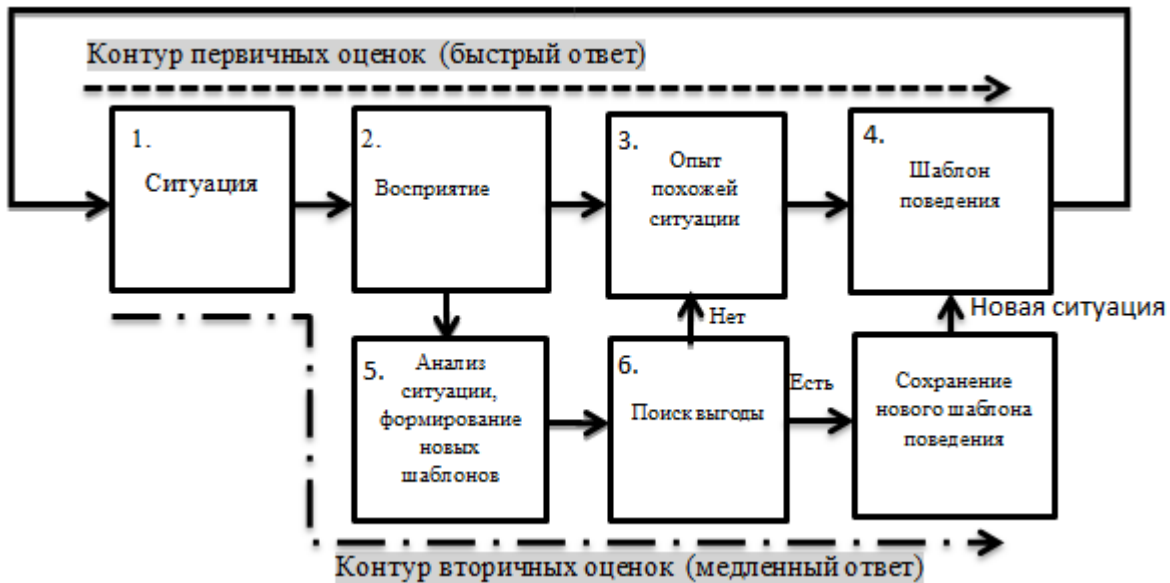 Контур первичных оценок (быстрый ответ)
1.
Ситуация
2.
Восприятие
3.
Опыт
похожей
ситуации
4.
Шаблон
поведения
Нет
Новая ситуация
5.
Анализ
ситуации,
формирование
новых
шаблонов
6.
Поиск выгоды
Есть
Сохранение
нового шаблона
поведения
Контур вторичных оценок (медленный ответ)